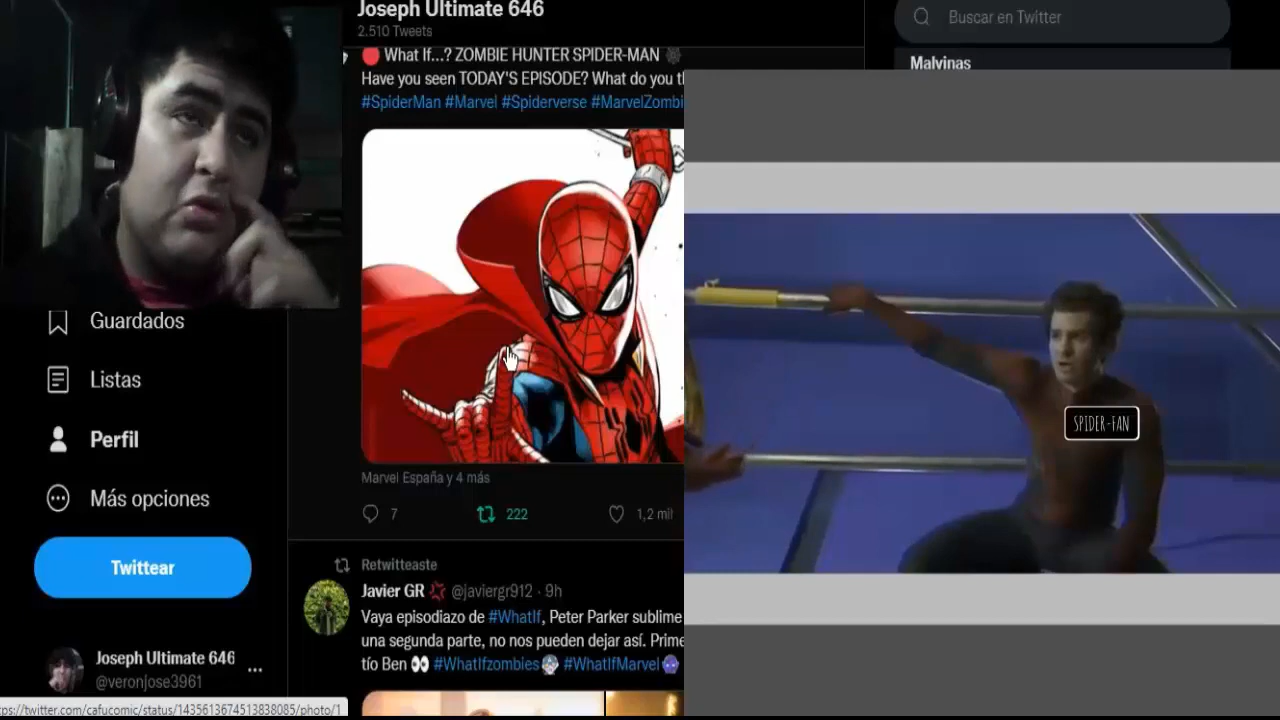 Joseph Ultimate 646
2.510 Tweets
What If...? ZOMBIE HUNTER SPIDER-MAN
Have you seen TODAY'S EPISODE? What do you t
#SpiderMan #Marvel #Spiderverse #MarvelZombi
Marvel España y 4 más
7
222
1,2 mil
Retwitteaste
Javier GR @javiergr912 · 9h
Vaya episodiazo de #WhatIf, Peter Parker sublime
una segunda parte, no nos pueden dejar así. Prime
tío Ben #WhatIfzombies #WhatIfMarvel
Guardados
Listas
Perfil
Más opciones
Twittear
Joseph Ultimate 646
@veronjose3961
ps://twitter.com/cafucomic/status/1435613674513838085/photo/1
Buscar en Twitter
Malvinas
SPIDER-FAN